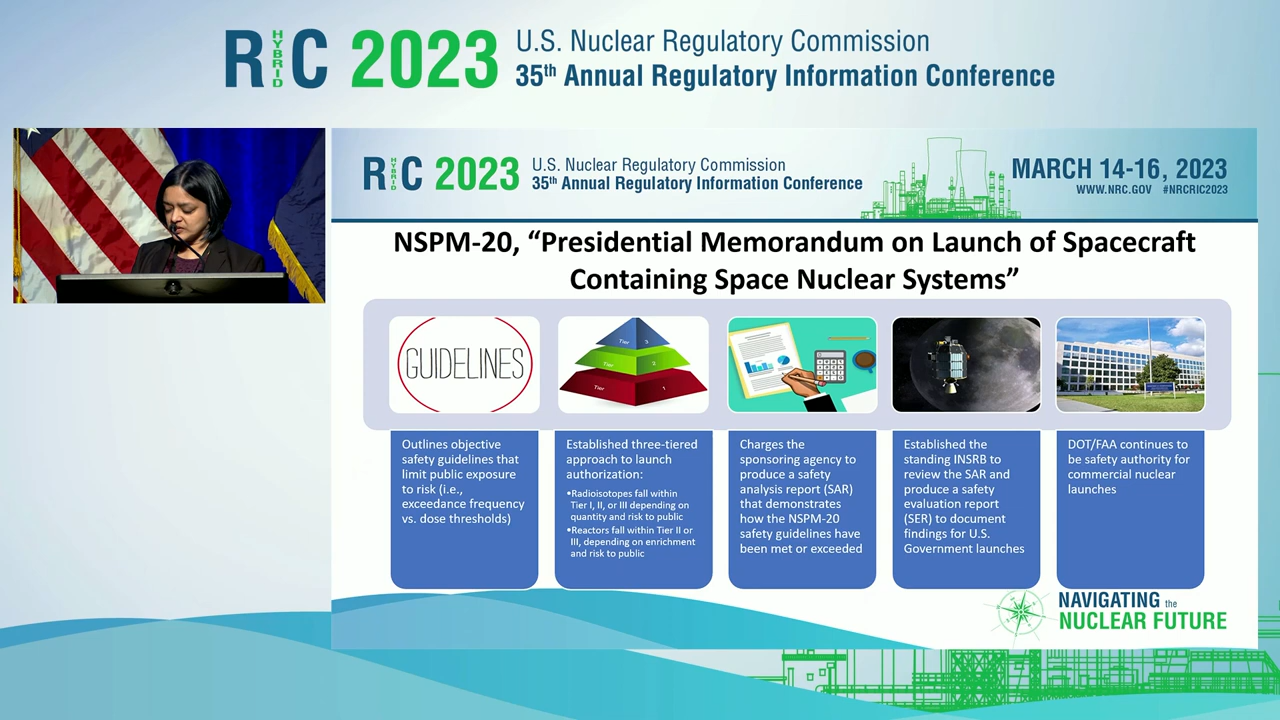 RIC 2023
HYBRID
U.S. Nuclear Regulatory Commission
35th Annual Regulatory Information Conference
RIC 2023
HYBRID
U.S. Nuclear Regulatory Commission
35th Annual Regulatory Information Conference
MARCH 14-16, 2023
WWW.NRC.GOV #NRCRIC2023
NSPM-20, “Presidential Memorandum on Launch of Spacecraft
Containing Space Nuclear Systems”
GUIDELINES
Tier 3
Tier 2
Tier 1
Outlines objective
safety guidelines that
limit public exposure
to risk (i.e.,
exceedance frequency
vs. dose thresholds)
Established three-tiered
approach to launch
authorization:
•Radioisotopes fall within
Tier I, II, or III depending on
quantity and risk to public
•Reactors fall within Tier II or
III, depending on enrichment
and risk to public
Charges the
sponsoring agency to
produce a safety
analysis report (SAR)
that demonstrates
how the NSPM-20
safety guidelines have
been met or exceeded
Established the
standing INSRB to
review the SAR and
produce a safety
evaluation report
(SER) to document
findings for U.S.
Government launches
DOT/FAA continues to
be safety authority for
commercial nuclear
launches
NAVIGATING the
NUCLEAR FUTURE